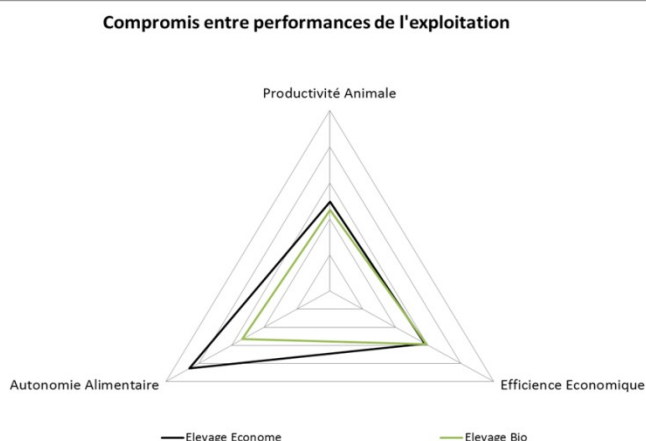 Compromis entre performances de l'exploitation
Productivité Animale
Autonomie Alimentaire
Efficience Economique
Elevage Econome
Elevage Bio